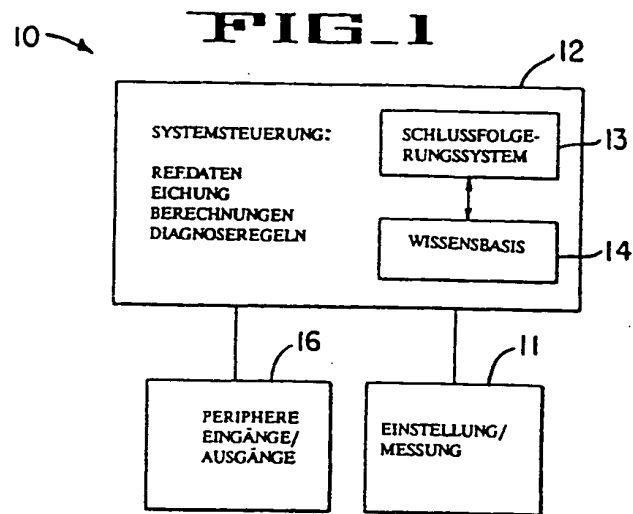 FIG_1
10
12
SYSTEMSTEUERUNG:
REF.DATEN
EICHUNG
BERECHNUNGEN
DIAGNOSEREGELN
SCHLUSSFOLGE-
RUNGSSYSTEM
13
WISSENSBASIS
14
16
PERIPHERE
EINGÄNGE/
AUSGÄNGE
11
EINSTELLUNG/
MESSUNG